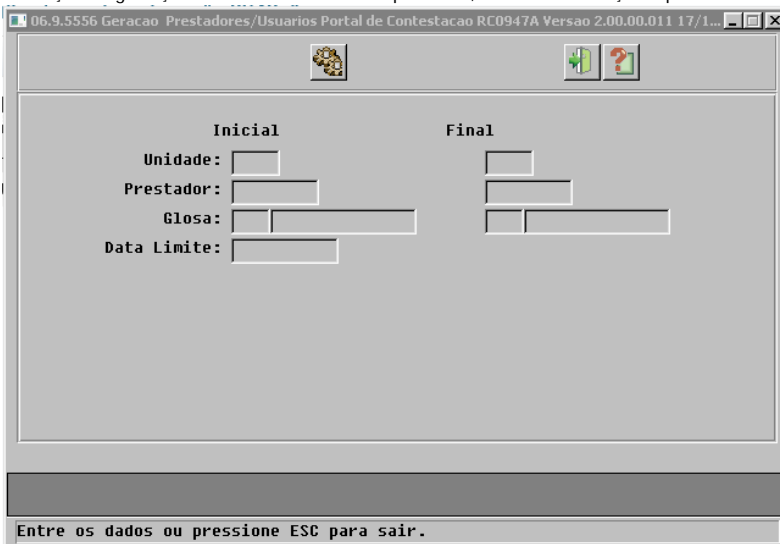 06.9.5556 Geracao Prestadores/Usuarios Portal de Contestacao RC0947A Versao 2.00.00.011 17/1...
Inicial Final
Unidade:
Prestador:
Glosa:
Data Limite:
Entre os dados ou pressione ESC para sair.